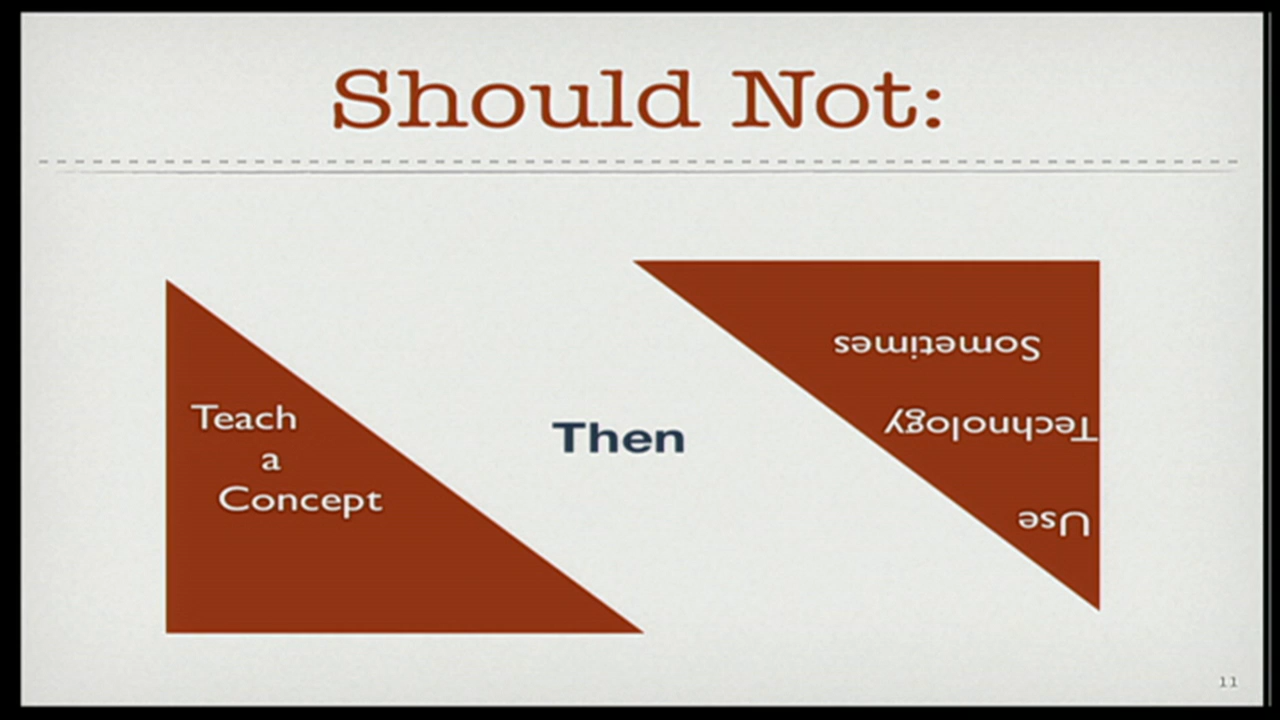 Should Not:
Teach
a
Concept
Then
Use
Technology
Sometimes
11